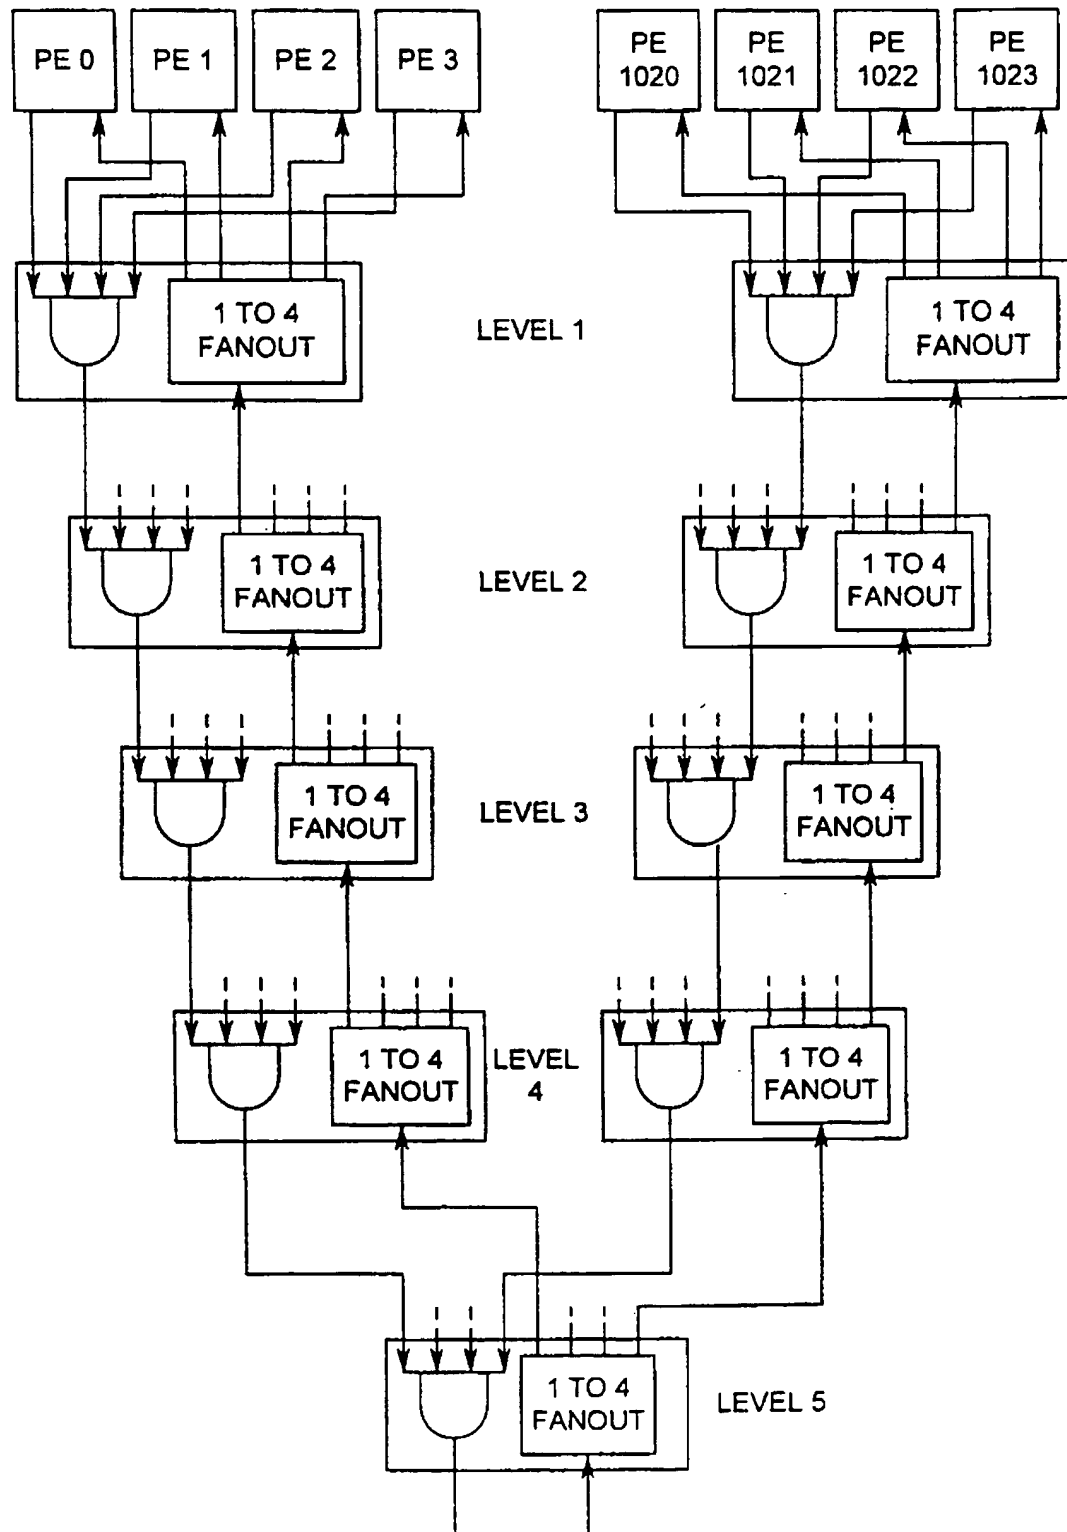 PE 0
PE 1
PE 2
PE 3
PE
1020
PE
1021
PE
1022
PE
1023
1 TO 4
FANOUT
LEVEL 1
1 TO 4
FANOUT
1 TO 4
FANOUT
LEVEL 2
1 TO 4
FANOUT
1 TO 4
FANOUT
LEVEL 3
1 TO 4
FANOUT
1 TO 4
FANOUT
LEVEL
4
1 TO 4
FANOUT
1 TO 4
FANOUT
LEVEL 5